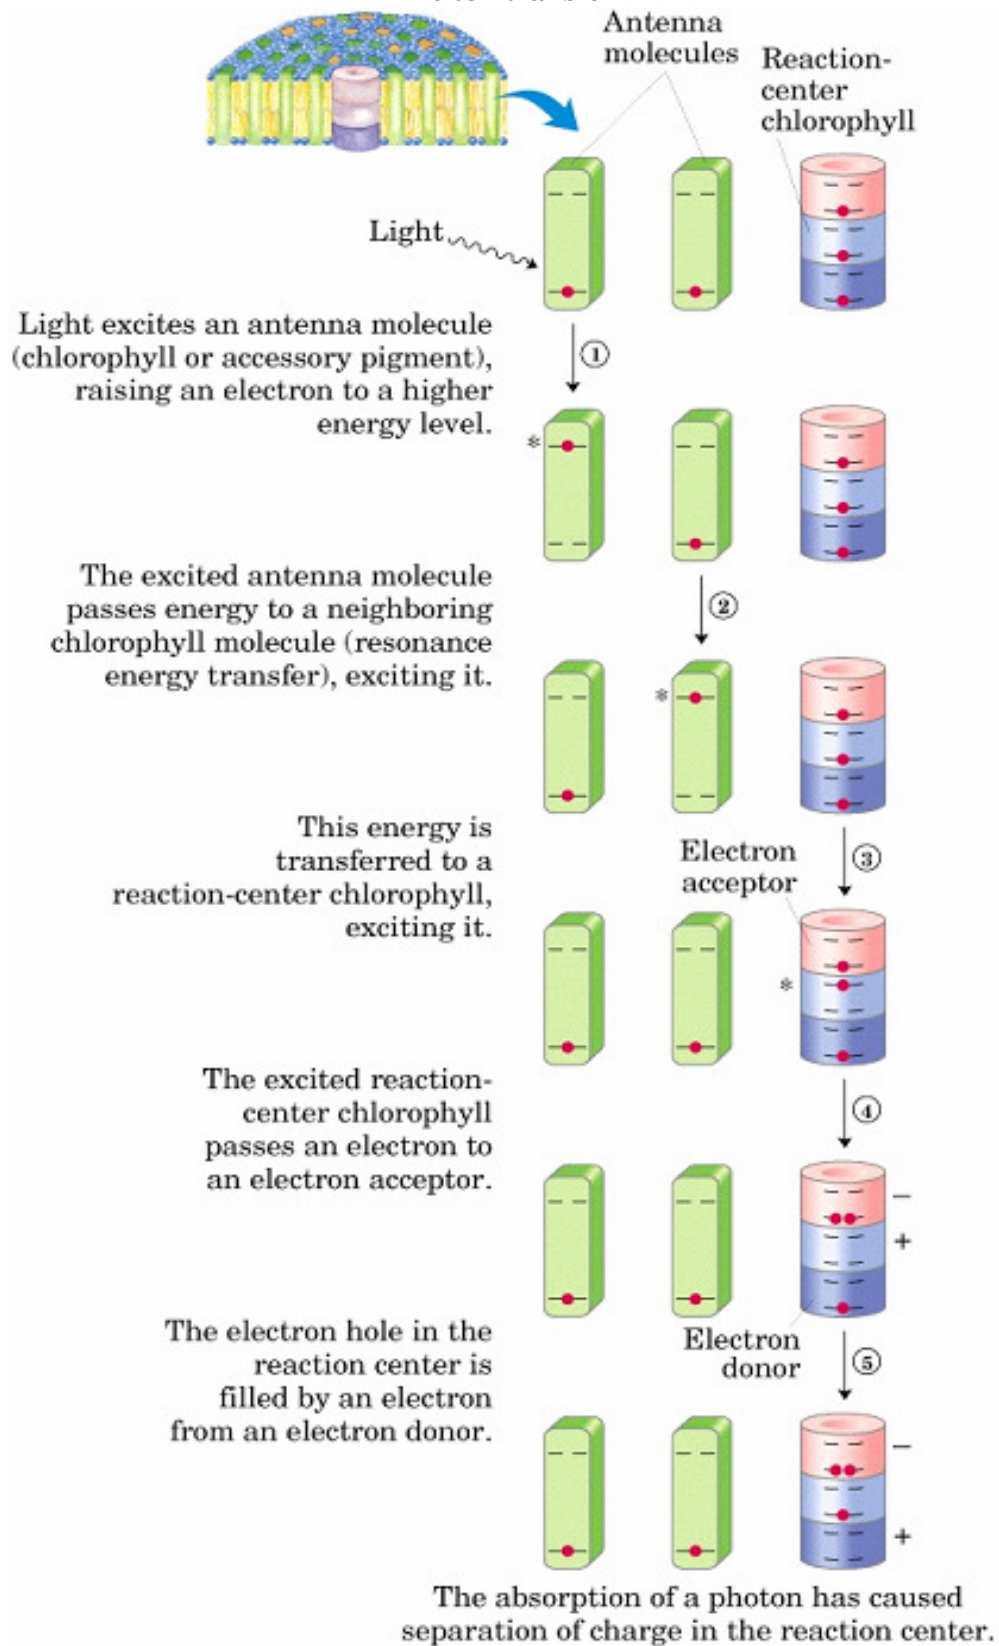 Antenna
molecules
Reaction-
center
chlorophyll
Light
Light excites an antenna molecule
(chlorophyll or accessory pigment),
raising an electron to a higher
energy level.
1
*
The excited antenna molecule
passes energy to a neighboring
chlorophyll molecule (resonance
energy transfer), exciting it.
2
*
This energy is
transferred to a
reaction-center chlorophyll,
exciting it.
Electron
acceptor
3
*
The excited reaction-
center chlorophyll
passes an electron to
an electron acceptor.
4
−
+
The electron hole in the
reaction center is
filled by an electron
from an electron donor.
Electron
donor
5
−
+
The absorption of a photon has caused
separation of charge in the reaction center.